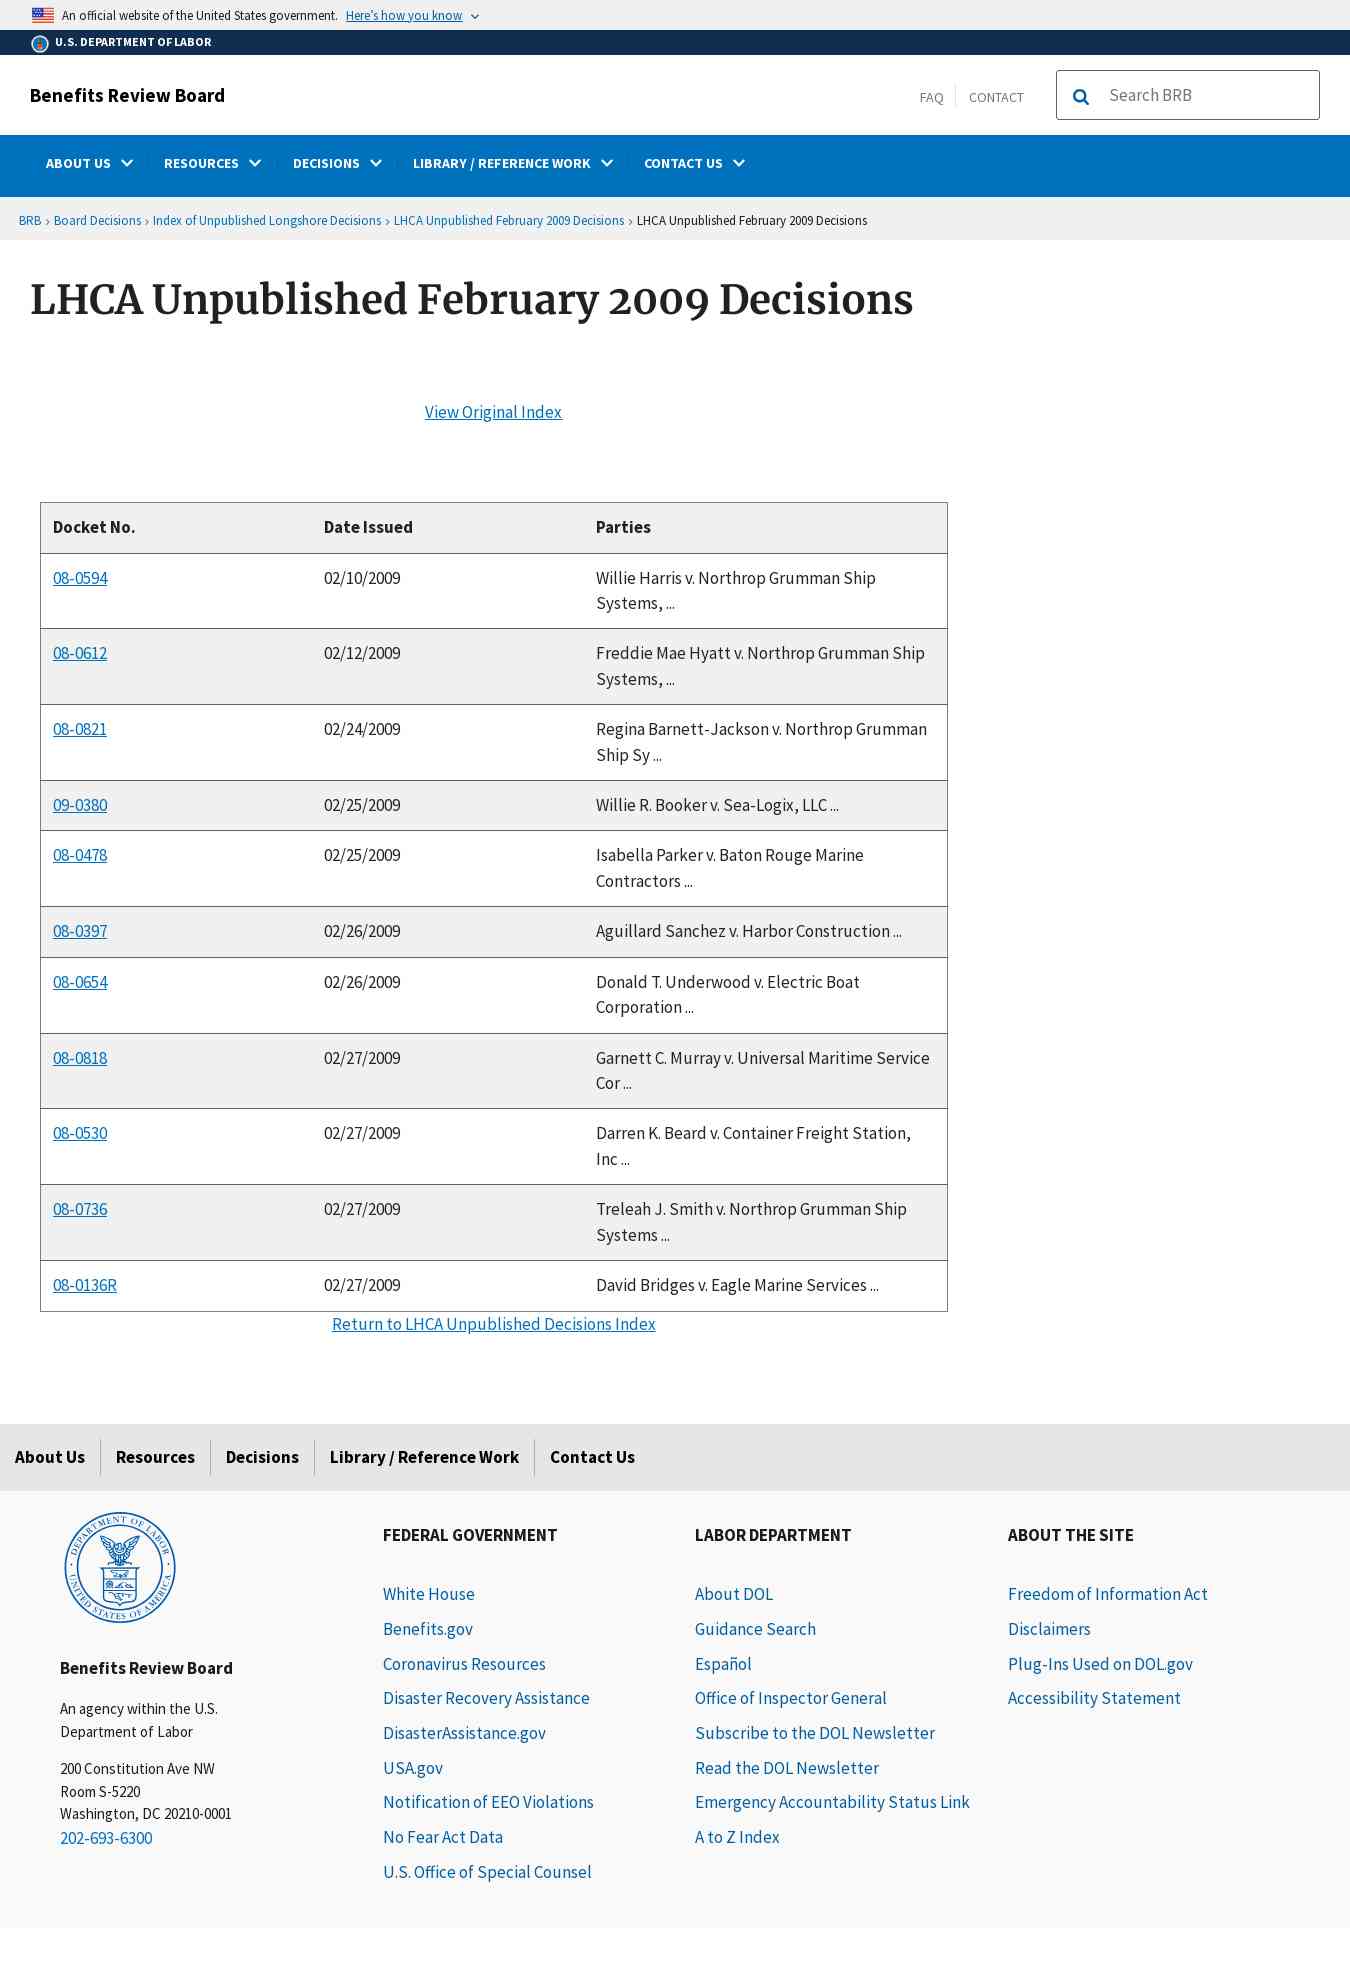 An official website of the United States government. Here's how you know
U.S. DEPARTMENT OF LABOR
Benefits Review Board
FAQ
CONTACT
Search BRB
ABOUT US
RESOURCES
DECISIONS
LIBRARY / REFERENCE WORK
CONTACT US
BRB › Board Decisions › Index of Unpublished Longshore Decisions › LHCA Unpublished February 2009 Decisions › LHCA Unpublished February 2009 Decisions
LHCA Unpublished February 2009 Decisions
View Original Index
Docket No. Date Issued Parties
08-0594 02/10/2009 Willie Harris v. Northrop Grumman Ship
Systems, ...
08-0612 02/12/2009 Freddie Mae Hyatt v. Northrop Grumman Ship
Systems, ...
08-0821 02/24/2009 Regina Barnett-Jackson v. Northrop Grumman
Ship Sy ...
09-0380 02/25/2009 Willie R. Booker v. Sea-Logix, LLC ...
08-0478 02/25/2009 Isabella Parker v. Baton Rouge Marine
Contractors ...
08-0397 02/26/2009 Aguillard Sanchez v. Harbor Construction ...
08-0654 02/26/2009 Donald T. Underwood v. Electric Boat
Corporation ...
08-0818 02/27/2009 Garnett C. Murray v. Universal Maritime Service
Cor ...
08-0530 02/27/2009 Darren K. Beard v. Container Freight Station,
Inc ...
08-0736 02/27/2009 Treleah J. Smith v. Northrop Grumman Ship
Systems ...
08-0136R 02/27/2009 David Bridges v. Eagle Marine Services ...
Return to LHCA Unpublished Decisions Index
About Us
Resources
Decisions
Library / Reference Work
Contact Us
DEPARTMENT OF LABOR
UNITED STATES OF AMERICA
Benefits Review Board
An agency within the U.S.
Department of Labor
200 Constitution Ave NW
Room S-5220
Washington, DC 20210-0001
202-693-6300
FEDERAL GOVERNMENT
White House
Benefits.gov
Coronavirus Resources
Disaster Recovery Assistance
DisasterAssistance.gov
USA.gov
Notification of EEO Violations
No Fear Act Data
U.S. Office of Special Counsel
LABOR DEPARTMENT
About DOL
Guidance Search
Español
Office of Inspector General
Subscribe to the DOL Newsletter
Read the DOL Newsletter
Emergency Accountability Status Link
A to Z Index
ABOUT THE SITE
Freedom of Information Act
Disclaimers
Plug-Ins Used on DOL.gov
Accessibility Statement